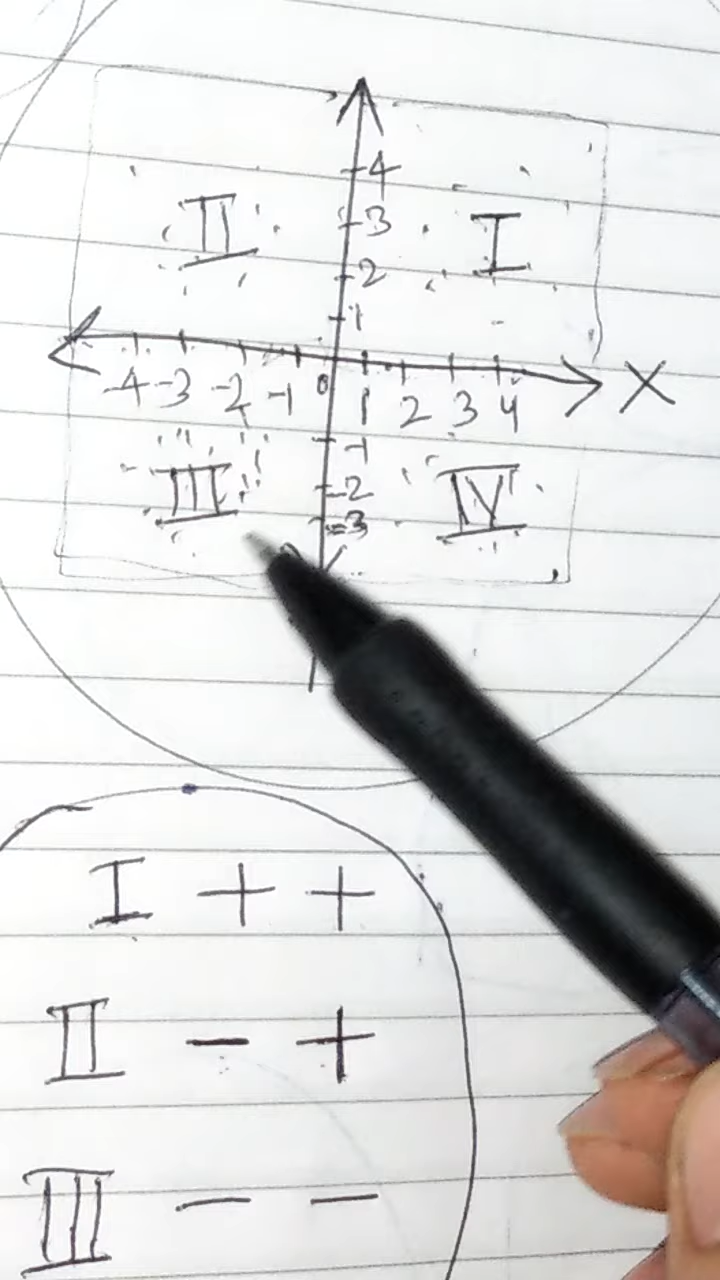 4
II 3 I
2
1
-4 -3 -2 -1 0 1 2 3 4 X
-1
III -2 IV
-3
I + +
II - +
III - -